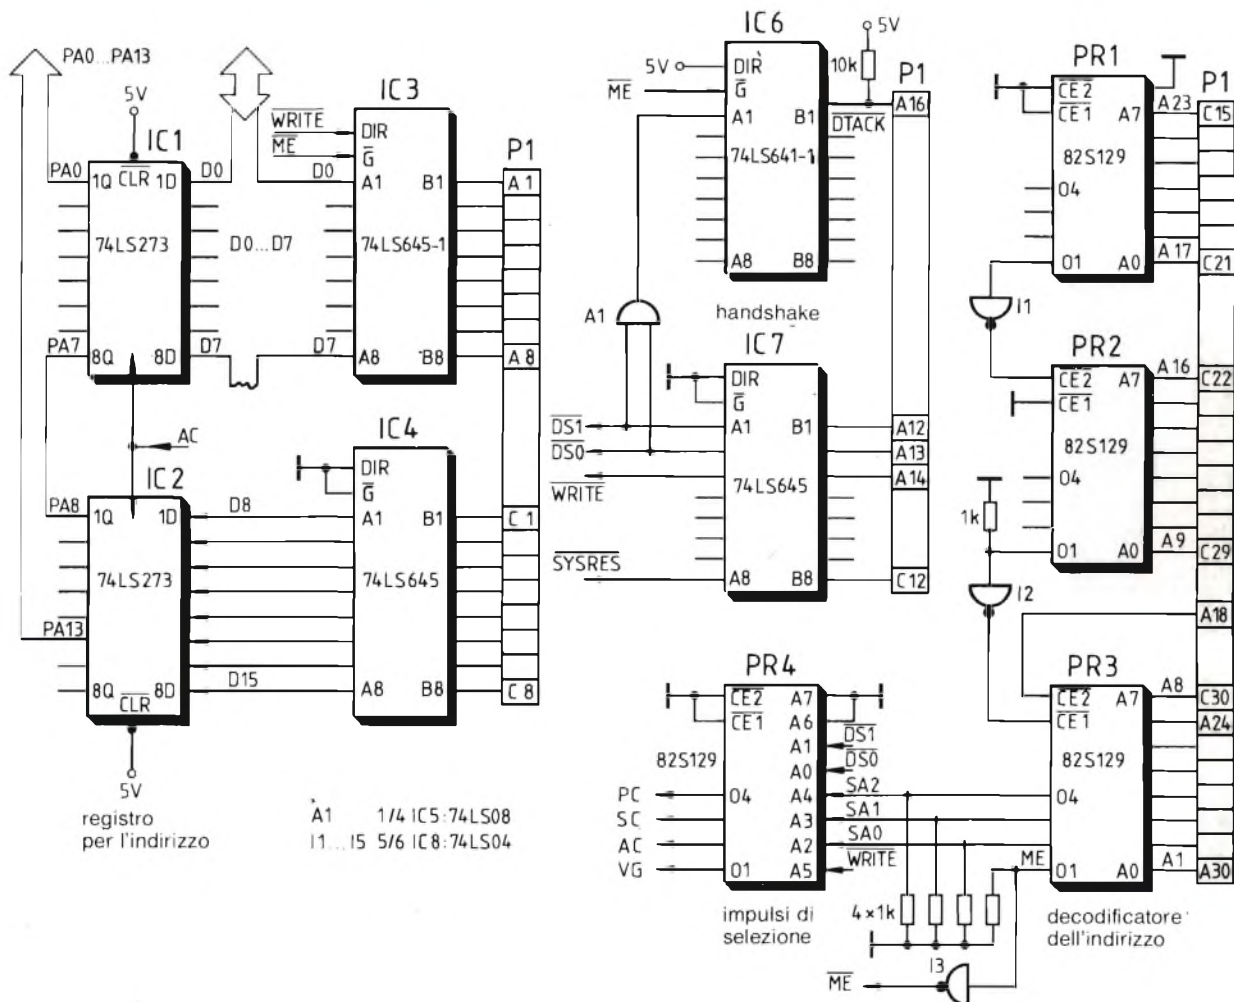 PA0...PA13
5V
IC1
PA0
1Q
CLR
1D
D0
74LS273
D0...D7
PA7
8Q
8D
D7
AC
IC2
PA8
1Q
1D
D8
74LS273
PA13
8Q
CLR
8D
D15
5V
registro
per l'indirizzo
IC3
WRITE
ME
DIR
G
D0
A1
B1
74LS645-1
D7
A8
B8
P1
A1
A8
IC4
DIR
G
A1
B1
C1
74LS645
A8
B8
C8
A1 1/4 IC5:74LS08
I1...I5 5/6 IC8:74LS04
IC6
5V
5V
DIR
10k
ME
G
P1
A1
B1
A16
DTACK
74LS641-1
A8
B8
A1
handshake
IC7
DIR
G
DS1
A1
B1
A12
DS0
A13
WRITE
74LS645
A14
SYSRES
A8
B8
C12
PR4
CE2
A7
CE1
A6
A1
DS1
82S129
A0
DS0
PC
O4
A4
SA2
SC
A3
SA1
AC
A2
SA0
VG
O1
A5
WRITE
impulsi di
selezione
4×1k
ME
I3
ME
PR1
P1
CE2
CE1
A7
A23
C15
82S129
O4
O1
A0
A17
C21
I1
PR2
CE2
A7
A16
C22
CE1
82S129
O4
1k
O1
A0
A9
C29
I2
A18
PR3
CE2
A7
A8
C30
CE1
A24
82S129
O4
O1
A0
A1
A30
decodificatore
dell'indirizzo